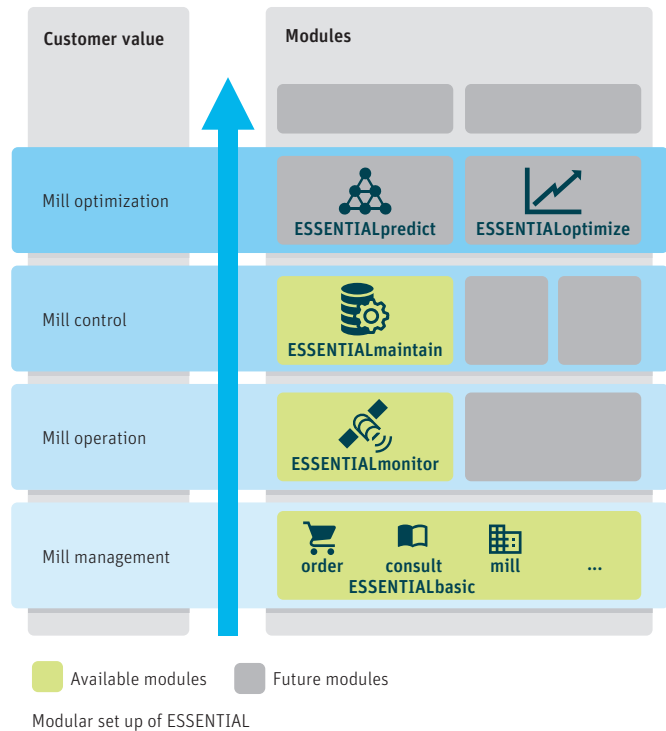 Customer value
Modules
Mill optimization
ESSENTIALpredict
ESSENTIALoptimize
Mill control
ESSENTIALmaintain
Mill operation
ESSENTIALmonitor
Mill management
order
consult
mill
...
ESSENTIALbasic
Available modules
Future modules
Modular set up of ESSENTIAL